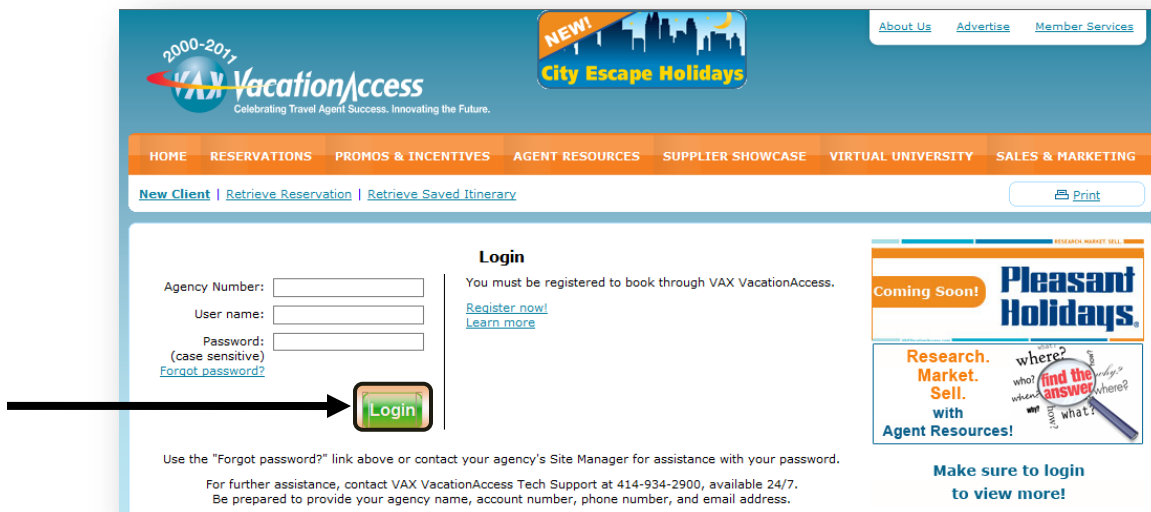 About Us Advertise Member Services
2000-2011
NEW!
City Escape Holidays
VAX VacationAccess
Celebrating Travel Agent Success. Innovating the Future.
HOME RESERVATIONS PROMOS & INCENTIVES AGENT RESOURCES SUPPLIER SHOWCASE VIRTUAL UNIVERSITY SALES & MARKETING
New Client | Retrieve Reservation | Retrieve Saved Itinerary
Print
Login
Agency Number:
User name:
Password:
(case sensitive)
Forgot password?
Login
You must be registered to book through VAX VacationAccess.
Register now!
Learn more
Use the "Forgot password?" link above or contact your agency's Site Manager for assistance with your password.
For further assistance, contact VAX VacationAccess Tech Support at 414-934-2900, available 24/7.
Be prepared to provide your agency name, account number, phone number, and email address.
RESEARCH. MARKET. SELL.
Coming Soon!
Pleasant
Holidays.
Research.
Market.
Sell.
with
Agent Resources!
what?
where?
how?
who?
find the
why?
when
answer
where?
why?
how?
what?
Make sure to login
to view more!